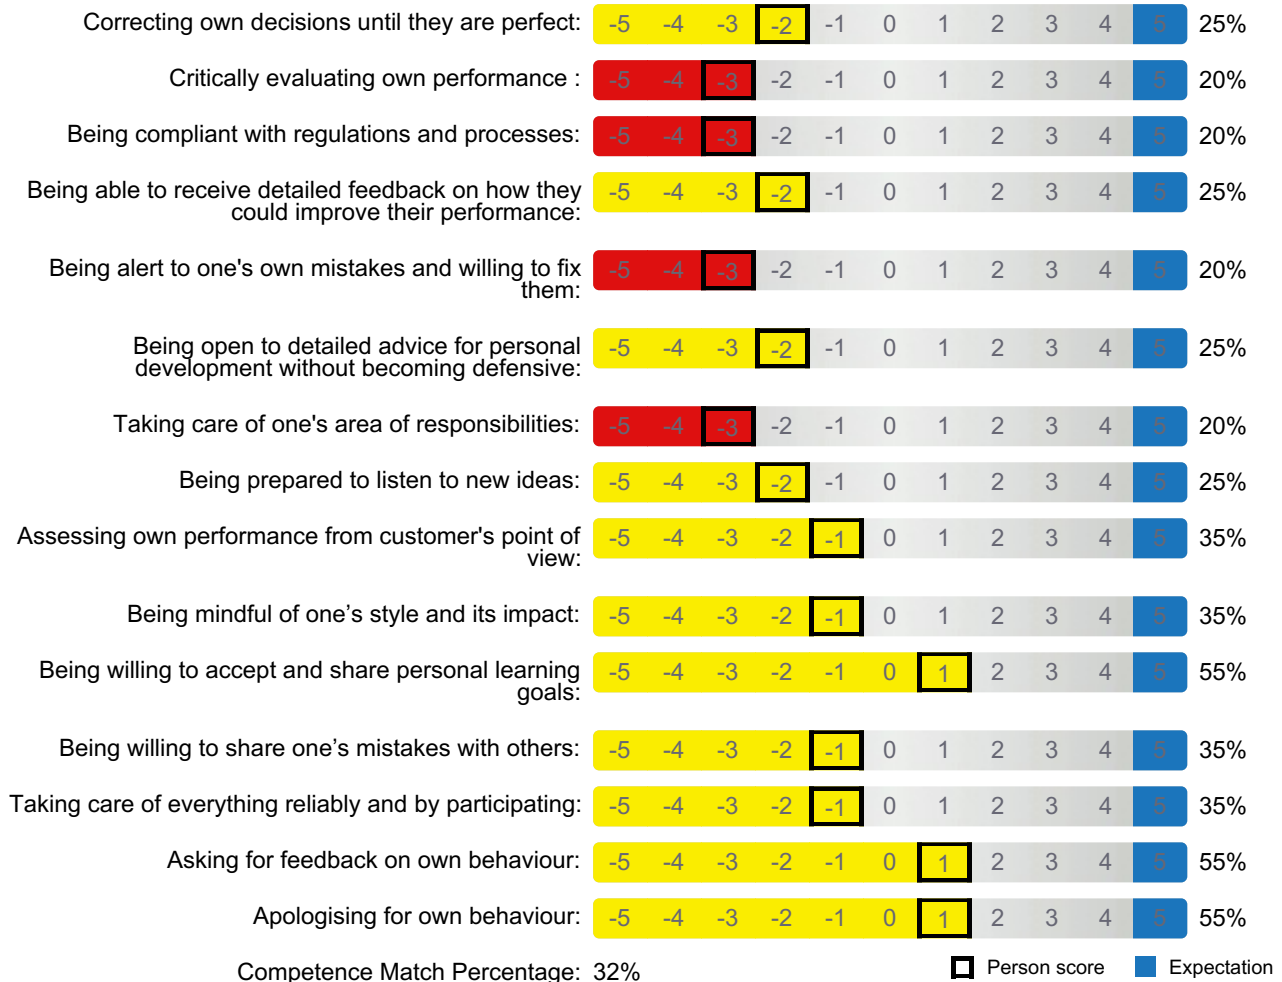 Correcting own decisions until they are perfect: -5 -4 -3 -2 -1 0 1 2 3 4 5 25%
Critically evaluating own performance : -5 -4 -3 -2 -1 0 1 2 3 4 5 20%
Being compliant with regulations and processes: -5 -4 -3 -2 -1 0 1 2 3 4 5 20%
Being able to receive detailed feedback on how they
could improve their performance: -5 -4 -3 -2 -1 0 1 2 3 4 5 25%
Being alert to one's own mistakes and willing to fix
them: -5 -4 -3 -2 -1 0 1 2 3 4 5 20%
Being open to detailed advice for personal
development without becoming defensive: -5 -4 -3 -2 -1 0 1 2 3 4 5 25%
Taking care of one's area of responsibilities: -5 -4 -3 -2 -1 0 1 2 3 4 5 20%
Being prepared to listen to new ideas: -5 -4 -3 -2 -1 0 1 2 3 4 5 25%
Assessing own performance from customer's point of
view: -5 -4 -3 -2 -1 0 1 2 3 4 5 35%
Being mindful of one’s style and its impact: -5 -4 -3 -2 -1 0 1 2 3 4 5 35%
Being willing to accept and share personal learning
goals: -5 -4 -3 -2 -1 0 1 2 3 4 5 55%
Being willing to share one’s mistakes with others: -5 -4 -3 -2 -1 0 1 2 3 4 5 35%
Taking care of everything reliably and by participating: -5 -4 -3 -2 -1 0 1 2 3 4 5 35%
Asking for feedback on own behaviour: -5 -4 -3 -2 -1 0 1 2 3 4 5 55%
Apologising for own behaviour: -5 -4 -3 -2 -1 0 1 2 3 4 5 55%
Competence Match Percentage: 32% Person score Expectation